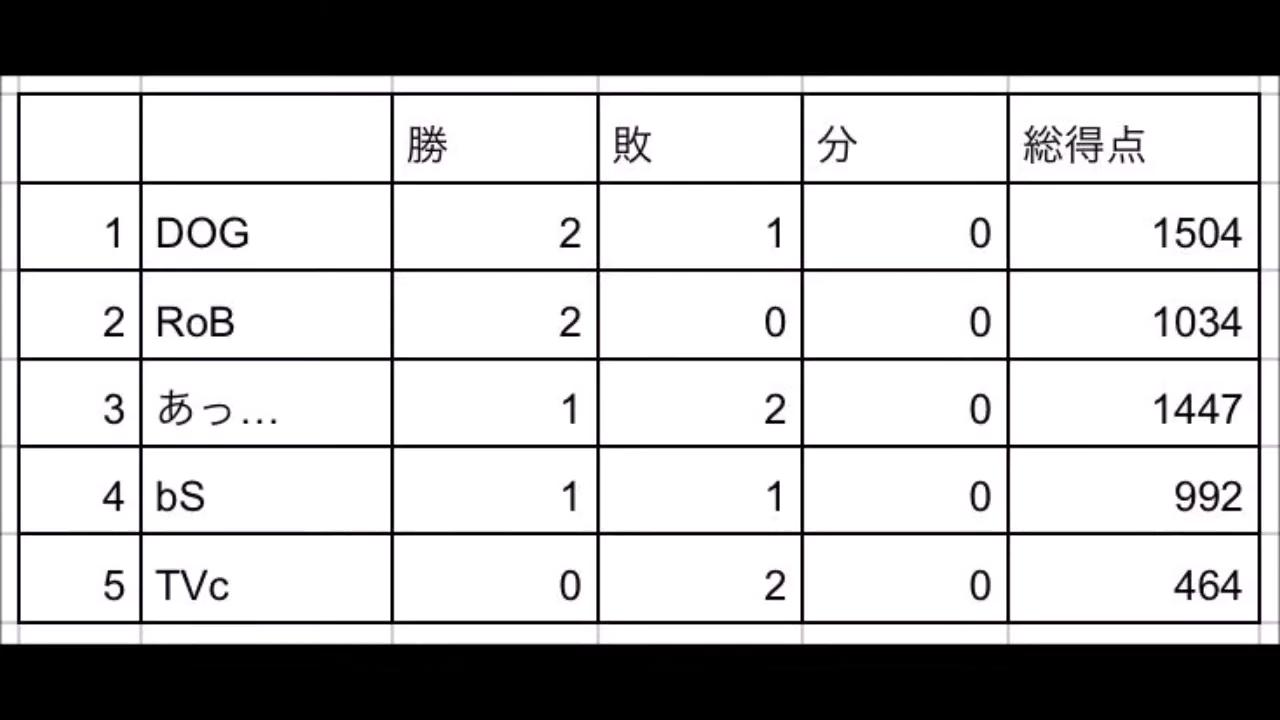 勝 敗 分 総得点
1 DOG 2 1 0 1504
2 RoB 2 0 0 1034
3 あっ… 1 2 0 1447
4 bS 1 1 0 992
5 TVc 0 2 0 464